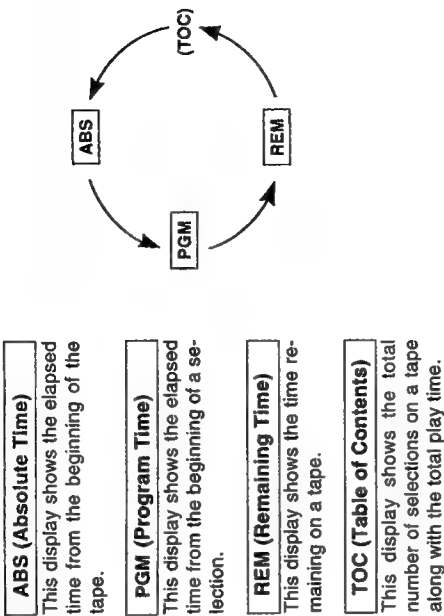 ABS (Absolute Time)
This display shows the elapsed
time from the beginning of the
tape.
PGM (Program Time)
This display shows the elapsed
time from the beginning of a se-
lection.
REM (Remaining Time)
This display shows the time re-
maining on a tape.
TOC (Table of Contents)
This display shows the total
number of selections on a tape
along with the total play time.
(TOC)
ABS
PGM
REM